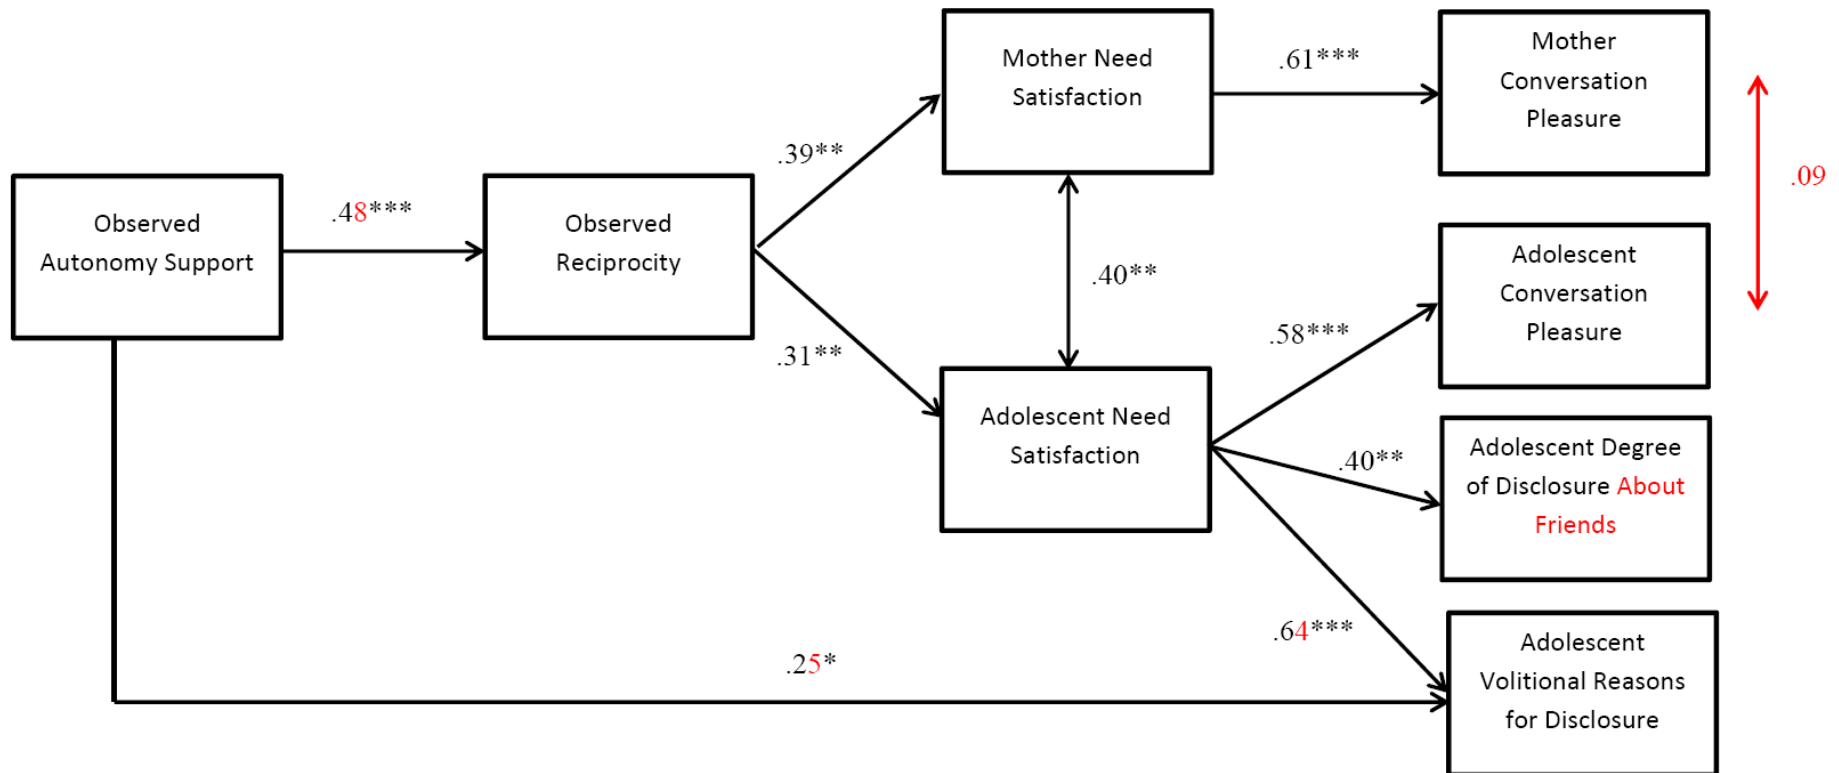 Observed
Autonomy Support
.48***
Observed
Reciprocity
.39**
.31**
Mother Need
Satisfaction
.40**
Adolescent Need
Satisfaction
.61***
.58***
.40**
.64***
.25*
Mother
Conversation
Pleasure
Adolescent
Conversation
Pleasure
.09
Adolescent Degree
of Disclosure About
Friends
Adolescent
Volitional Reasons
for Disclosure